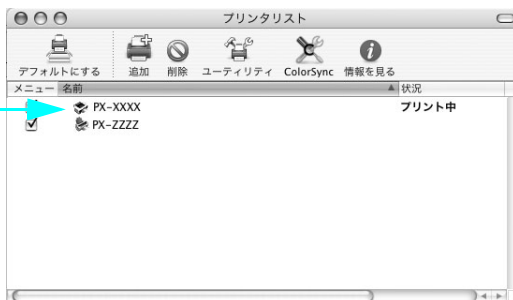 プリンタリスト
デフォルトにする 追加 削除 ユーティリティ ColorSync 情報を見る
メニュー 名前 状況
PX-XXXX プリント中
PX-ZZZZ